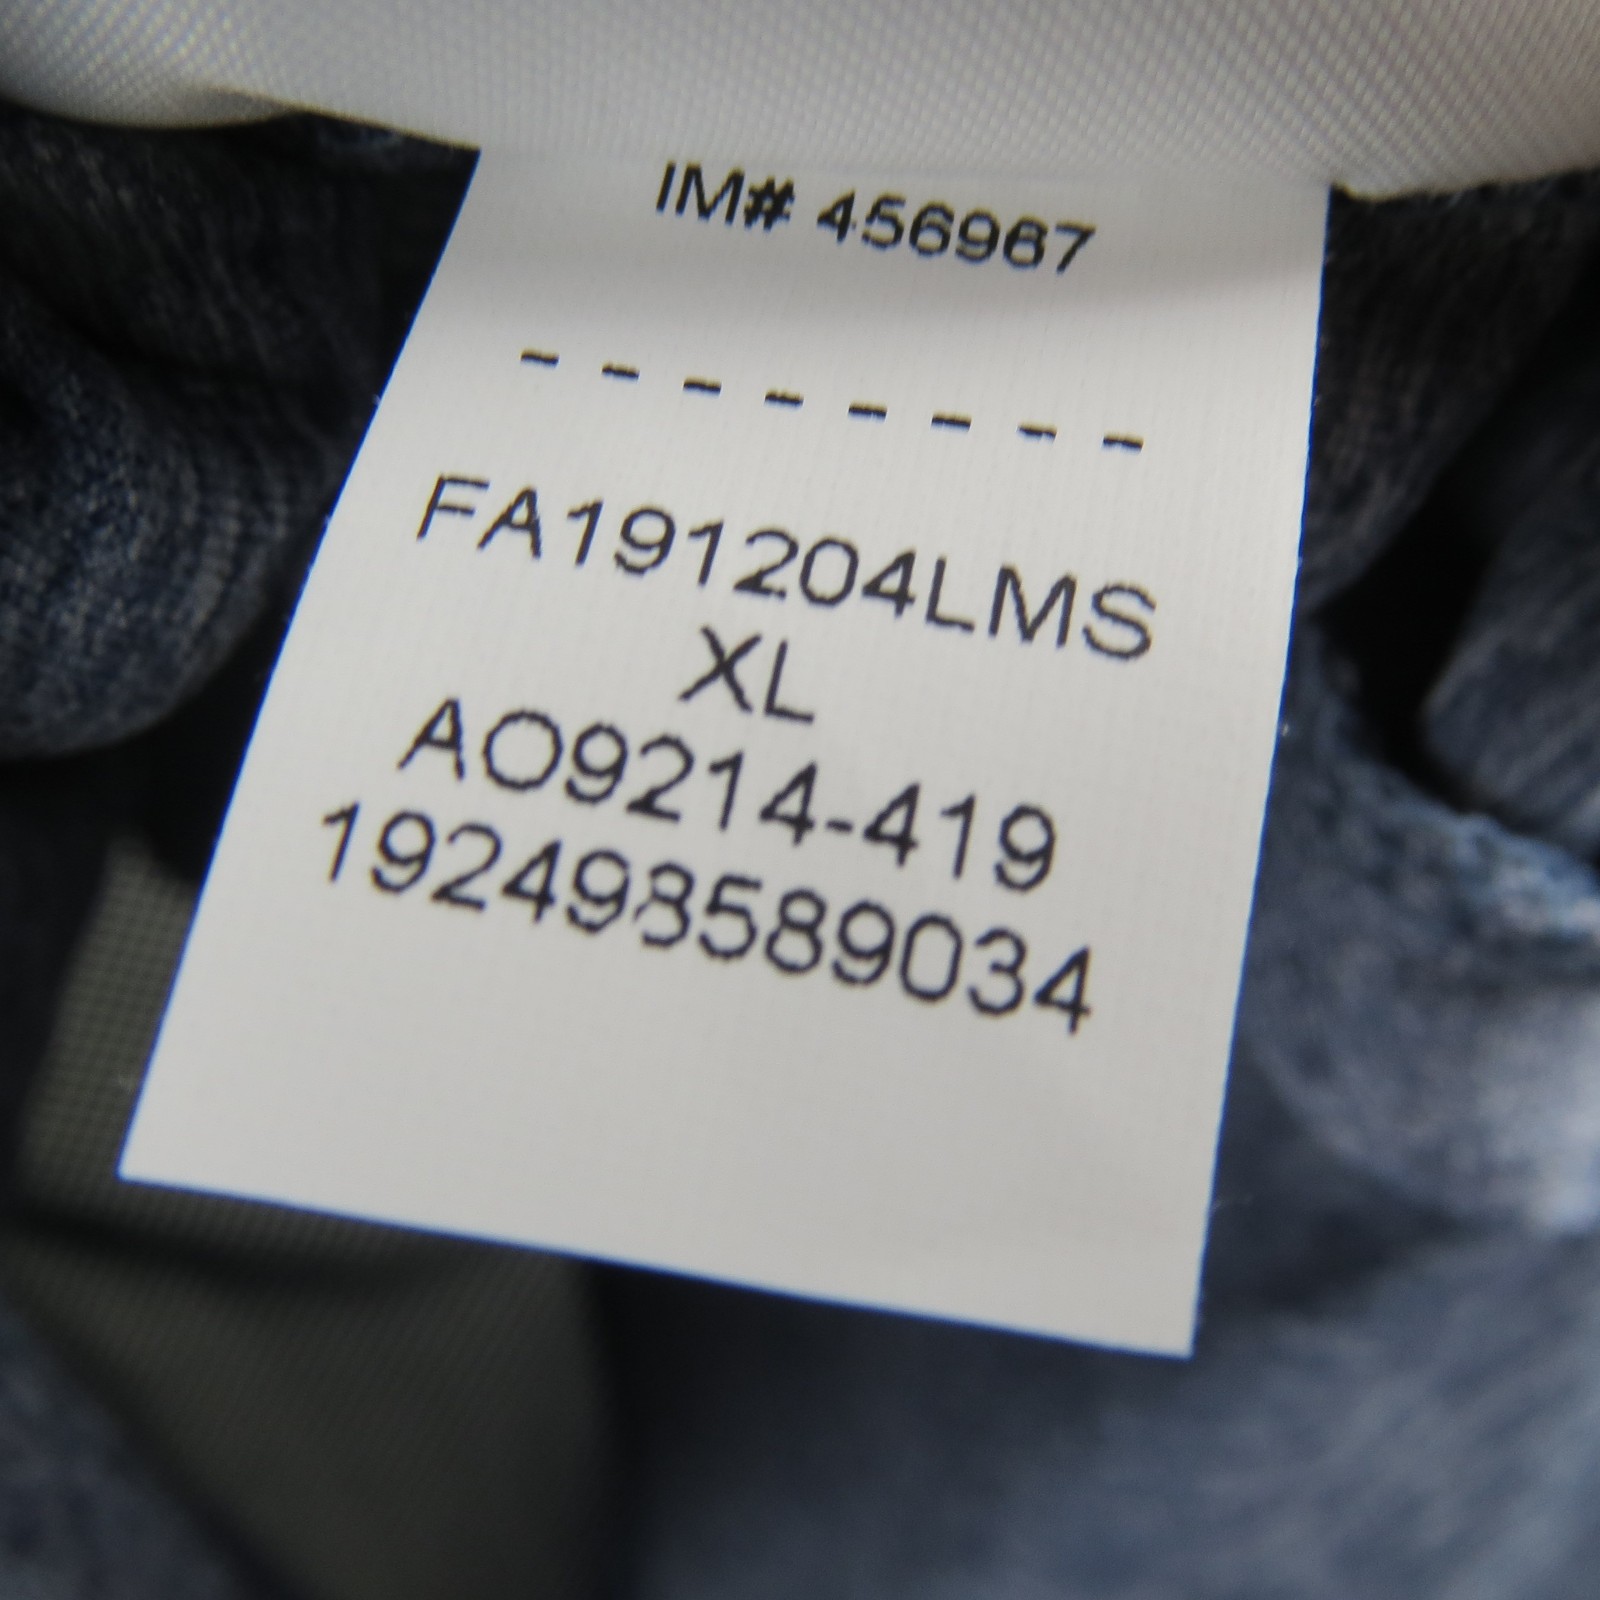 IM# 456967
- - - - - - - -
FA191204LMS
XL
AO9214-419
192498589034